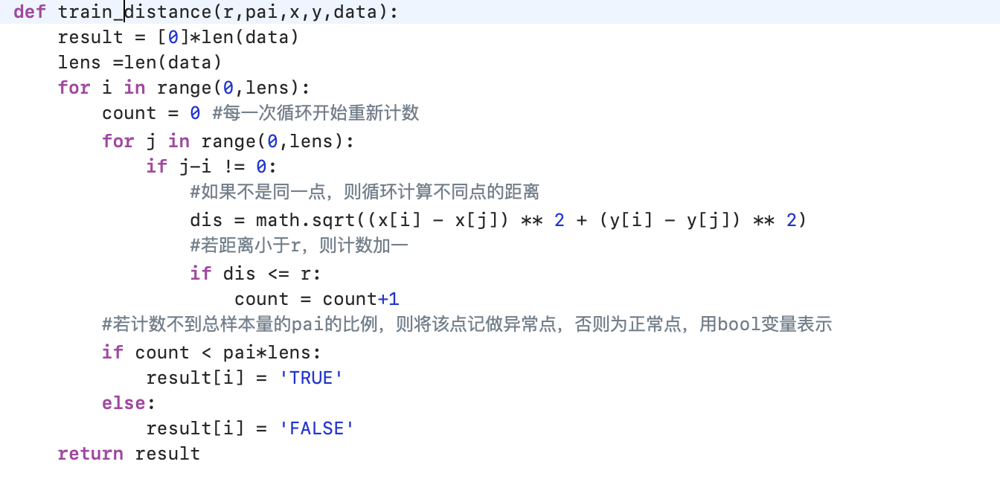 def train_distance(r,pai,x,y,data):
    result = [0]*len(data)
    lens =len(data)
    for i in range(0,lens):
        count = 0 #每一次循环开始重新计数
        for j in range(0,lens):
            if j-i != 0:
                #如果不是同一点，则循环计算不同点的距离
                dis = math.sqrt((x[i] - x[j]) ** 2 + (y[i] - y[j]) ** 2)
                #若距离小于r，则计数加一
                if dis <= r:
                    count = count+1
        #若计数不到总样本量的pai的比例，则将该点记做异常点，否则为正常点，用bool变量表示
        if count < pai*lens:
            result[i] = 'TRUE'
        else:
            result[i] = 'FALSE'
    return result